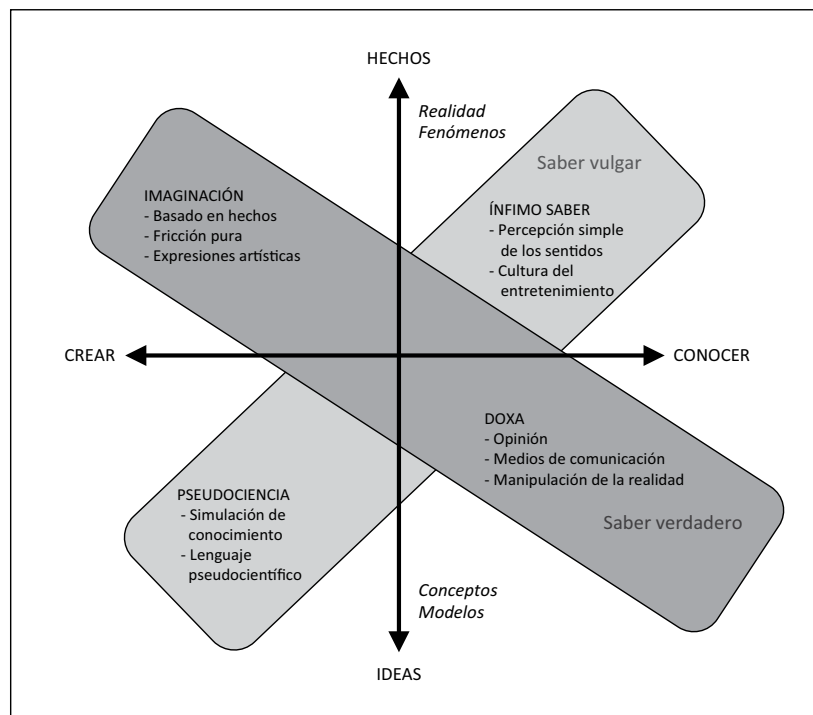 HECHOS
Realidad
Fenómenos
Saber vulgar
IMAGINACIÓN
- Basado en hechos
- Fricción pura
- Expresiones artísticas
ÍNFIMO SABER
- Percepción simple
de los sentidos
- Cultura del
entretenimiento
CREAR
CONOCER
DOXA
- Opinión
- Medios de comunicación
- Manipulación de la realidad
Saber verdadero
PSEUDOCIENCIA
- Simulación de
conocimiento
- Lenguaje
pseudocientífico
Conceptos
Modelos
IDEAS